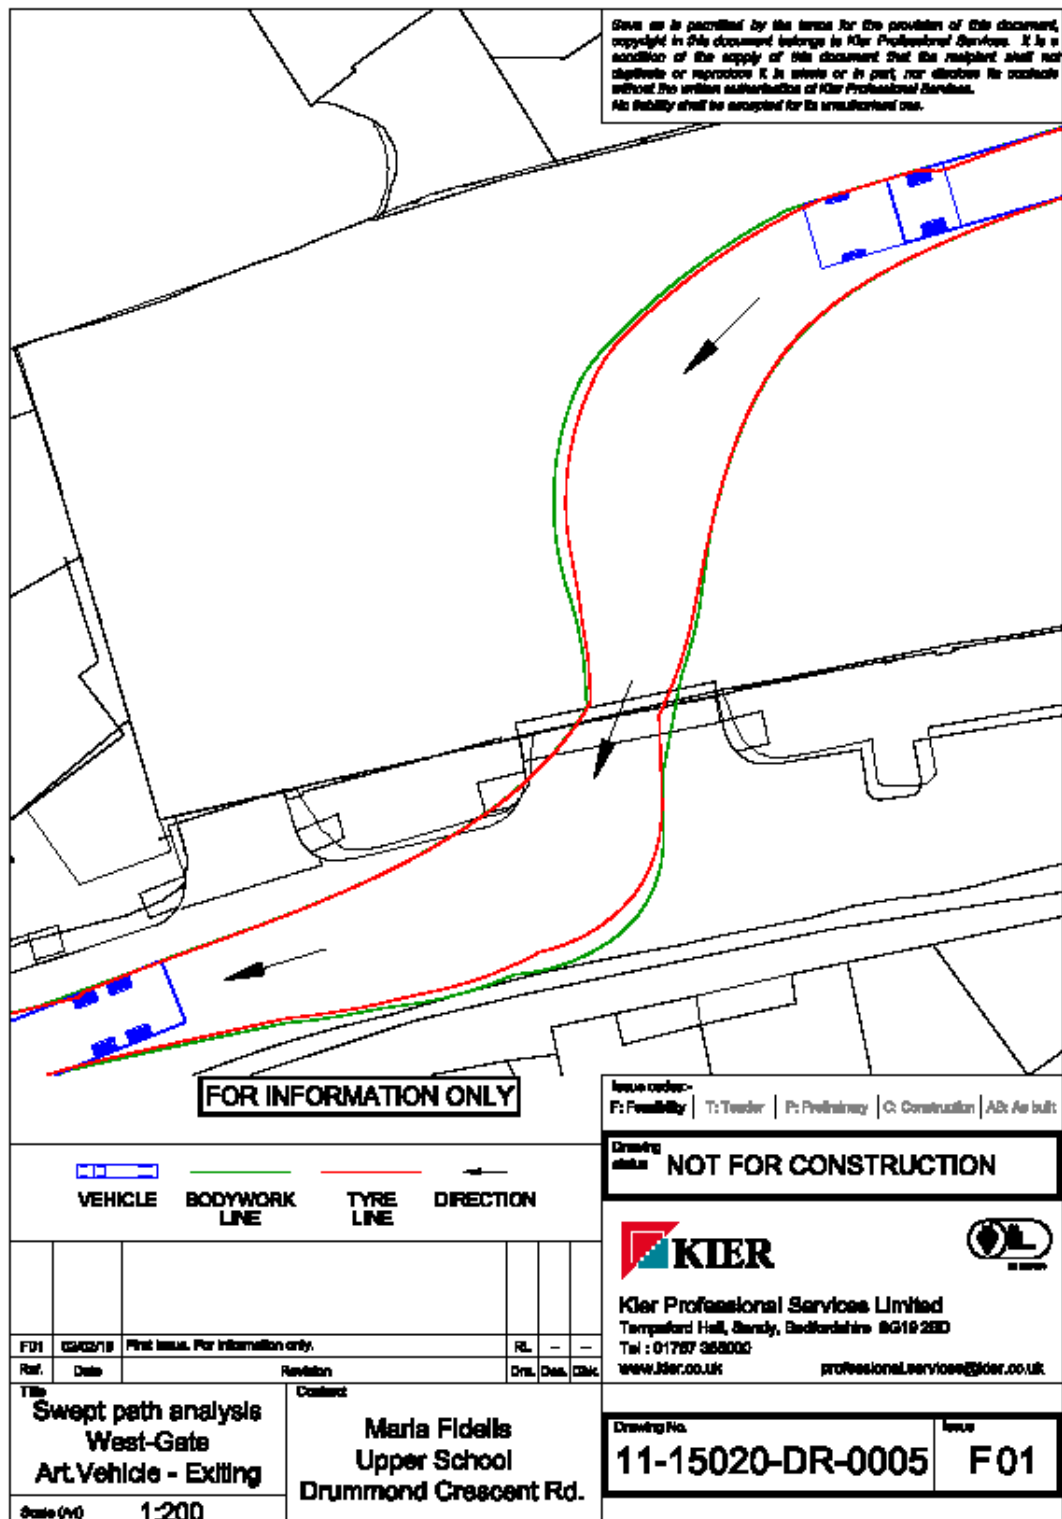 Save as is permitted by the terms for the provision of this document,
copyright in this document belongs to Kier Professional Services. It is a
condition of the supply of this document that the recipient shall not
duplicate or reproduce it in whole or in part, nor disclose its contents
without the written authorisation of Kier Professional Services.
No liability shall be accepted for its unauthorised use.
FOR INFORMATION ONLY
Issue codes:-
F: Feasibility T: Tender P: Preliminary C: Construction AB: As built
Drawing status NOT FOR CONSTRUCTION
VEHICLE BODYWORK LINE TYRE LINE DIRECTION
KIER
Kier Professional Services Limited
Tempsford Hall, Sandy, Bedfordshire SG19 2BD
Tel : 01767 355000
www.kier.co.uk professional.services@kier.co.uk
F01 First Issue. For information only. RL - -
Ref. Date Revision Drn. Des. Chk.
Title
Swept path analysis
West-Gate
Art.Vehicle - Exiting
Scale (A4) 1:200
Contract
Maria Fidelis
Upper School
Drummond Crescent Rd.
Drawing No.
11-15020-DR-0005
Issue
F01